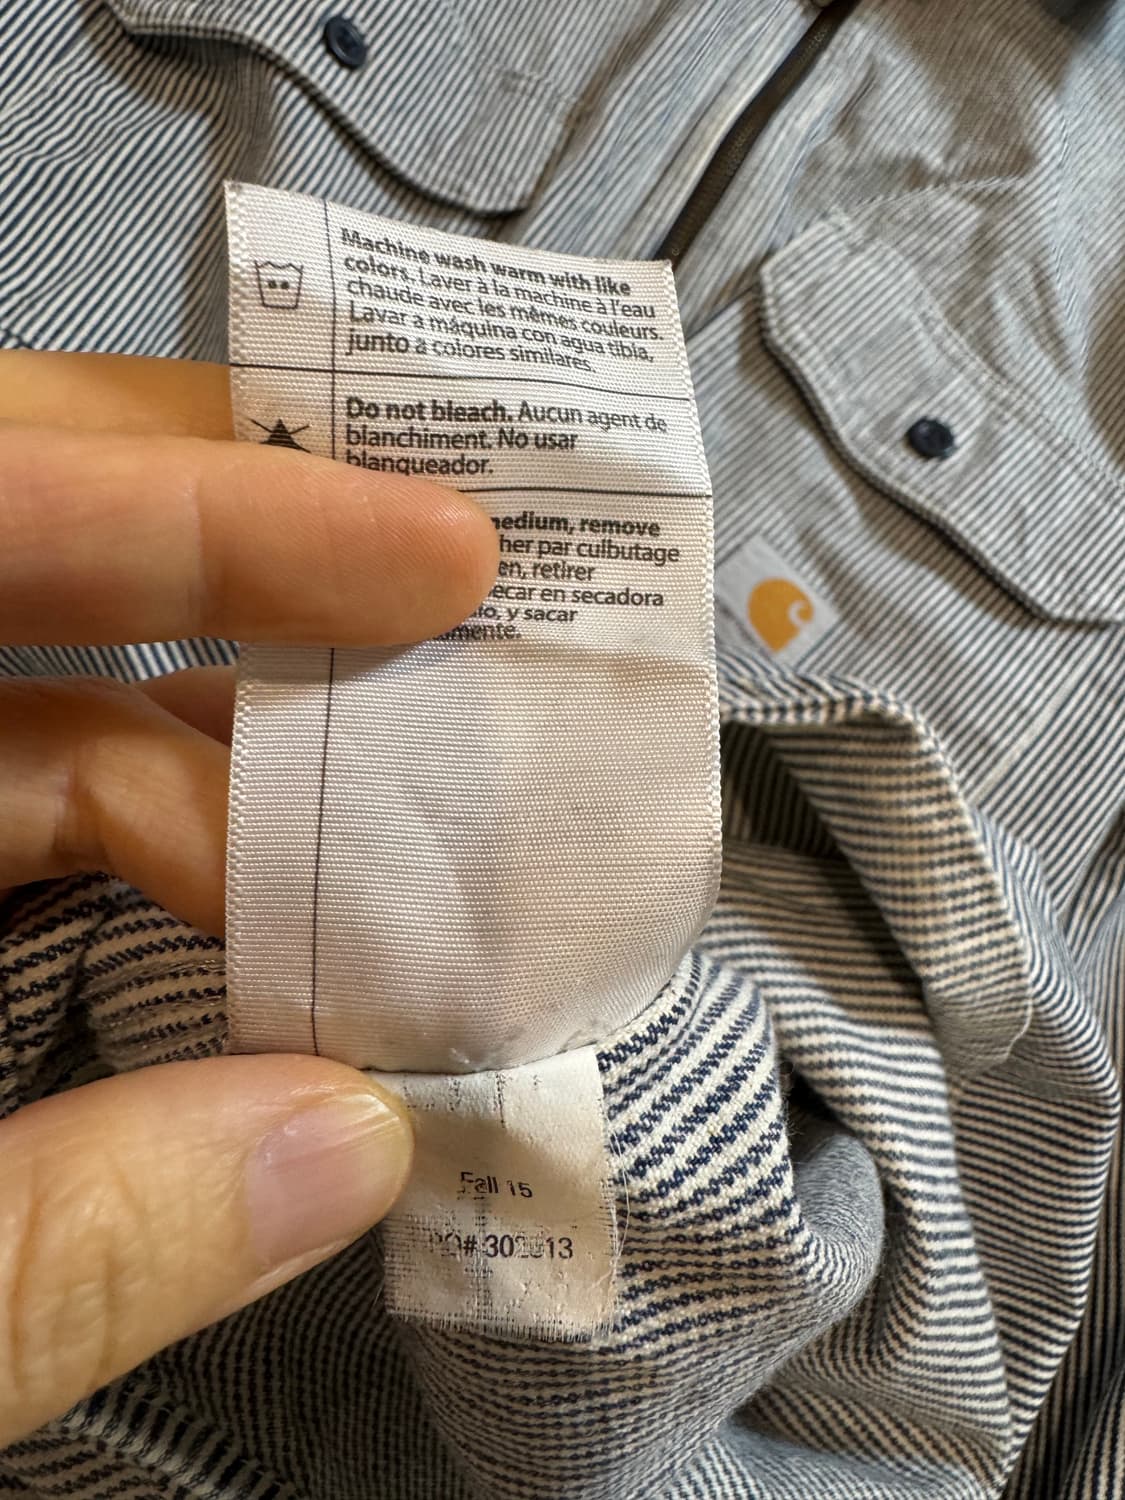 Machine wash warm with like
colors. Laver à la machine à l'eau
chaude avec les mêmes couleurs.
Lavar a máquina con agua tibia,
junto a colores similares.
Do not bleach. Aucun agent de
blanchiment. No usar
blanqueador.
medium, remove
her par culbutage
en, retirer
ecar en secadora
io, y sacar
amente.
Fall 15